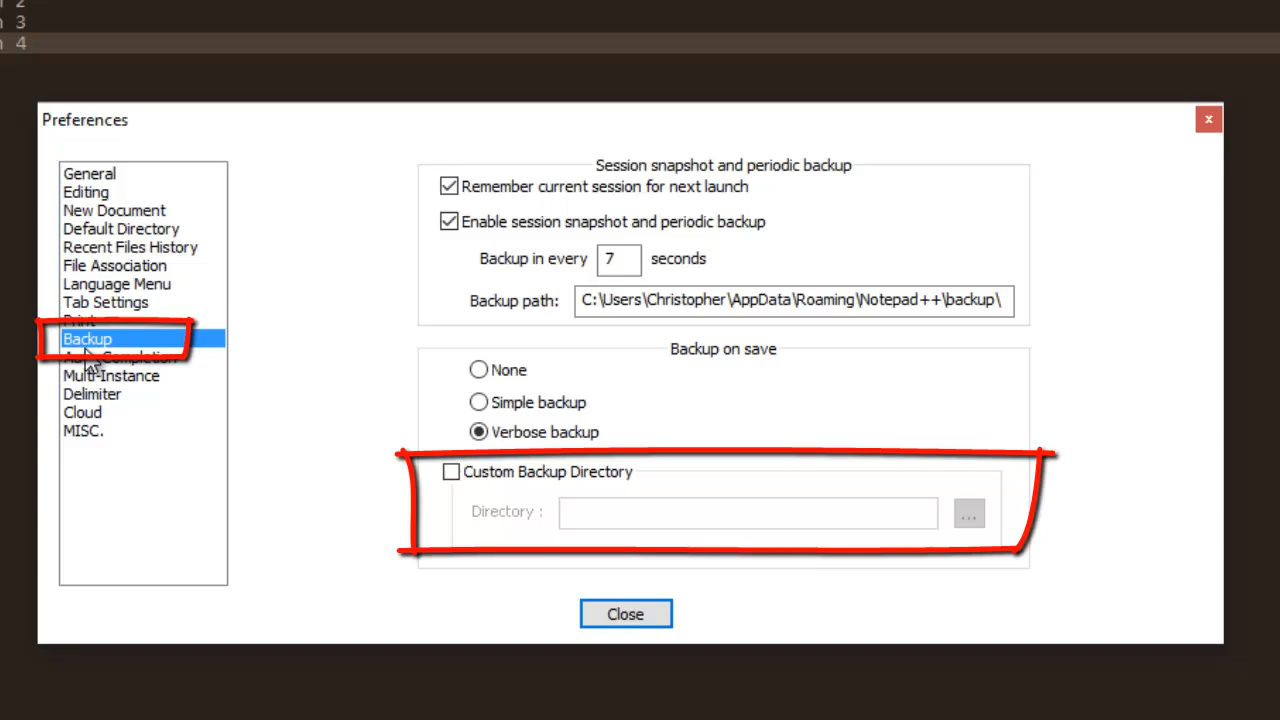 n 2
n 3
n 4
Preferences
x
General
Editing
New Document
Default Directory
Recent Files History
File Association
Language Menu
Tab Settings
Print
Backup
Auto-Completion
Multi-Instance
Delimiter
Cloud
MISC.
Session snapshot and periodic backup
Remember current session for next launch
Enable session snapshot and periodic backup
Backup in every 7 seconds
Backup path: C:\Users\Christopher\AppData\Roaming\Notepad++\backup\
Backup on save
None
Simple backup
Verbose backup
Custom Backup Directory
Directory : ...
Close